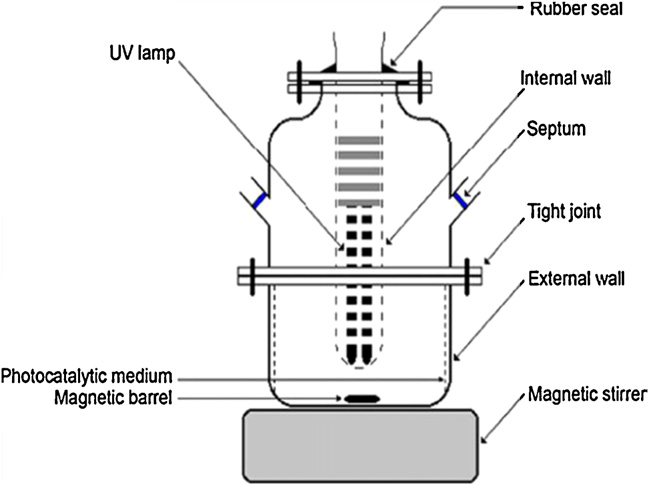 Rubber seal
UV lamp
Internal wall
Septum
Tight joint
External wall
Photocatalytic medium
Magnetic barrel
Magnetic stirrer